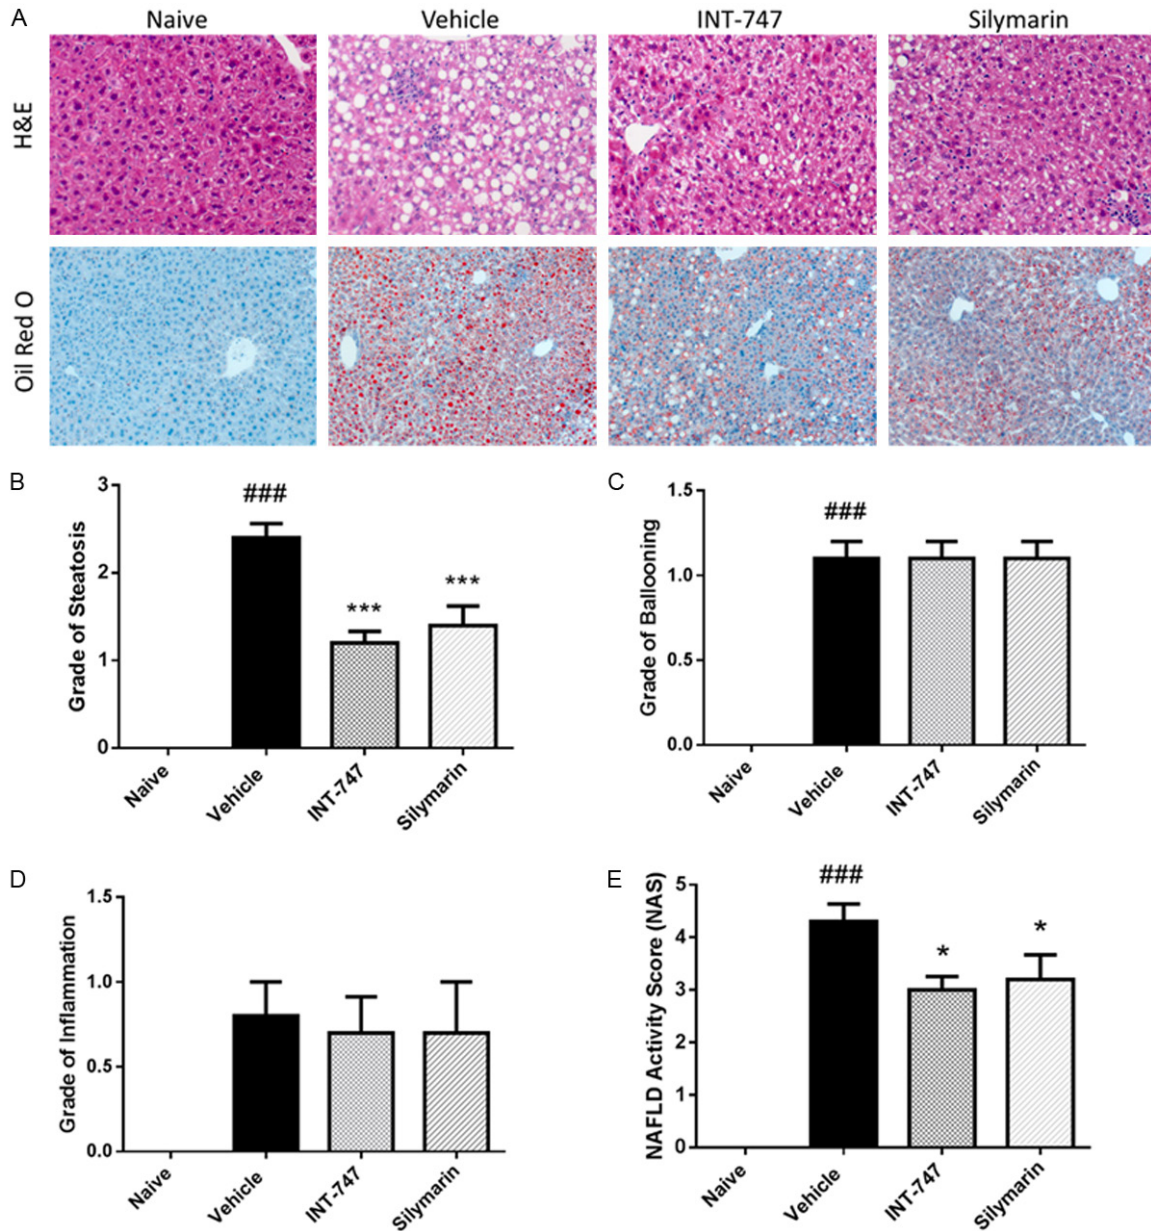 A
Naive Vehicle INT-747 Silymarin
H&E
Oil Red O
B
Grade of Steatosis
3
2
1
0
###
***
***
Naive Vehicle INT-747 Silymarin
C
Grade of Ballooning
1.5
1.0
0.5
0.0
###
Naive Vehicle INT-747 Silymarin
D
Grade of Inflammation
1.5
1.0
0.5
0.0
Naive Vehicle INT-747 Silymarin
E
NAFLD Activity Score (NAS)
5
4
3
2
1
0
###
*
*
Naive Vehicle INT-747 Silymarin